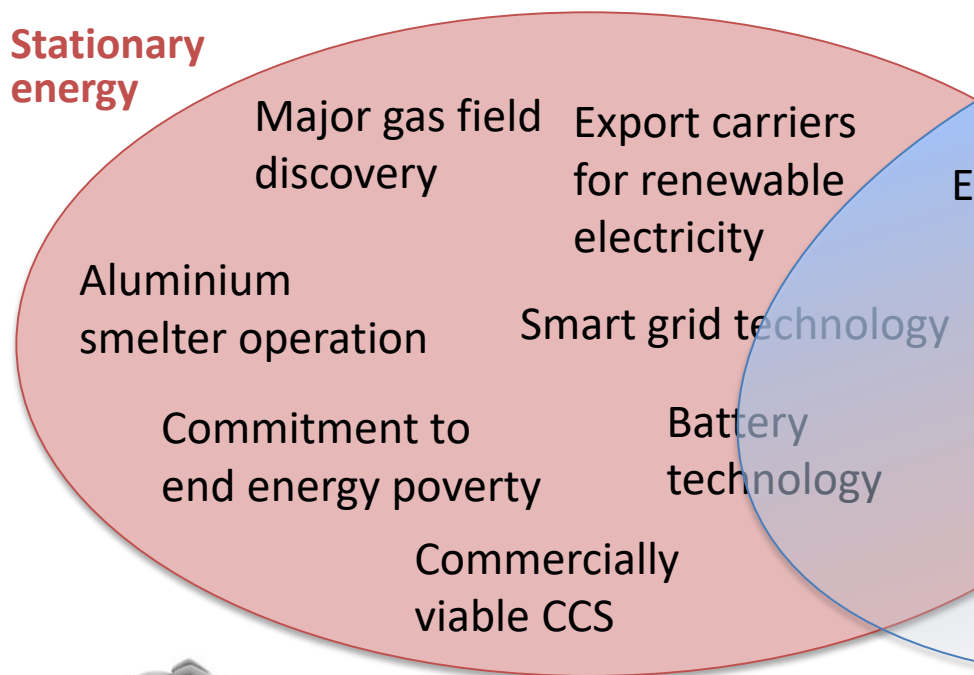 Stationary
energy
Major gas field
discovery
Export carriers
for renewable
electricity
E
Aluminium
smelter operation
Smart grid technology
Commitment to
end energy poverty
Battery
technology
Commercially
viable CCS